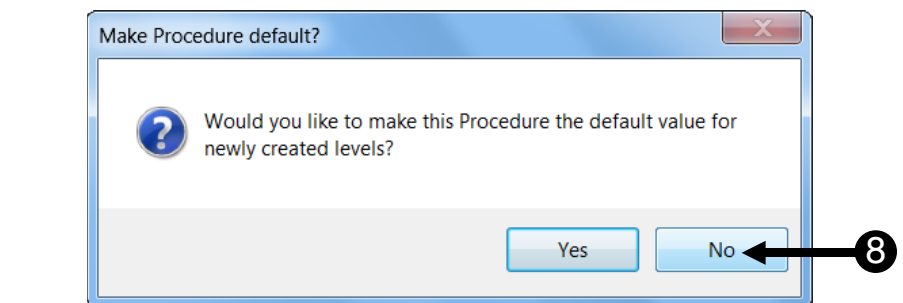 Make Procedure default?
X
?
Would you like to make this Procedure the default value for
newly created levels?
Yes
No
8